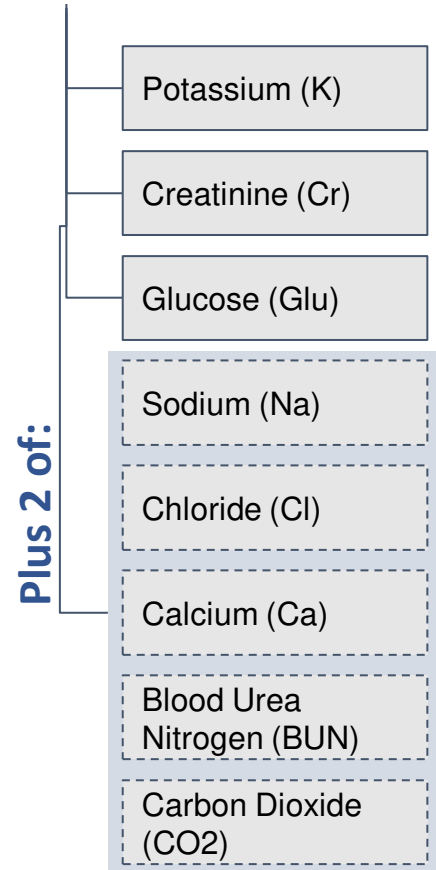 Potassium (K)
Creatinine (Cr)
Glucose (Glu)
Plus 2 of:
Sodium (Na)
Chloride (Cl)
Calcium (Ca)
Blood Urea
Nitrogen (BUN)
Carbon Dioxide
(CO2)